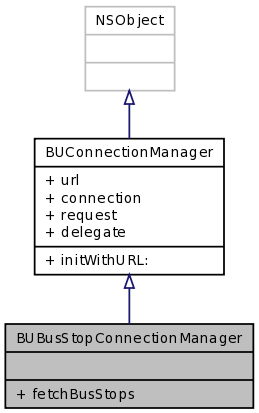 NSObject
BUConnectionManager
+ url
+ connection
+ request
+ delegate
+ initWithURL:
BUBusStopConnectionManager
+ fetchBusStops